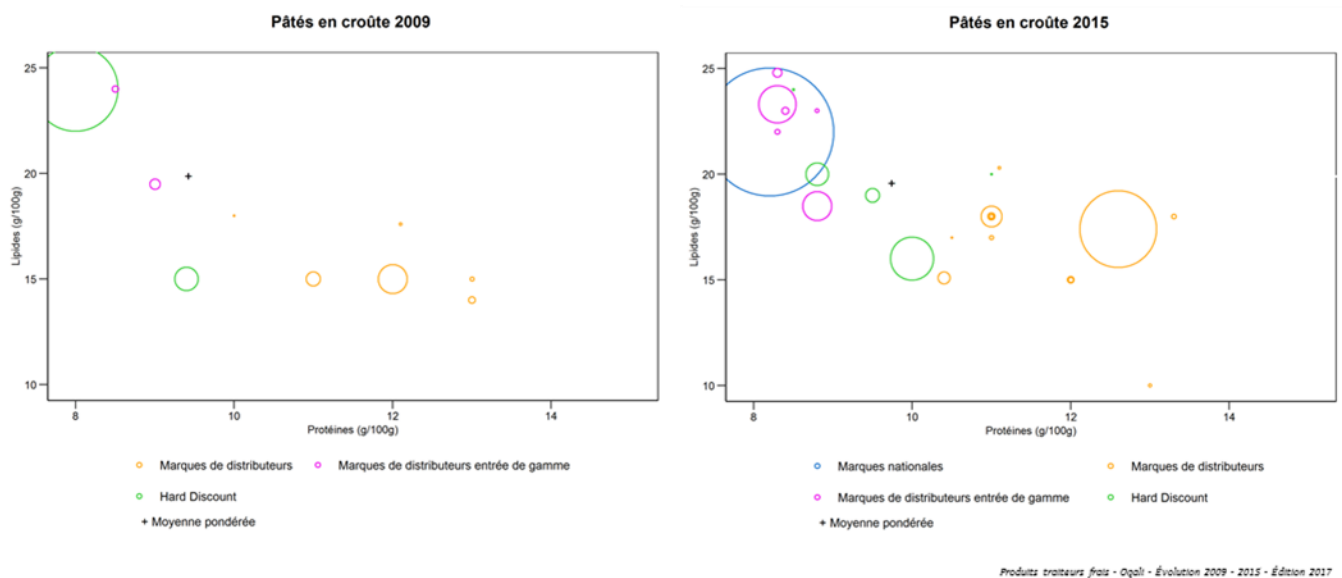 Pâtés en croûte 2009
25
20
15
10
Lipides (g/100g)
8 10 12 14
Protéines (g/100g)
Marques de distributeurs Marques de distributeurs entrée de gamme
Hard Discount
+ Moyenne pondérée
Pâtés en croûte 2015
25
20
15
10
Lipides (g/100g)
8 10 12 14
Protéines (g/100g)
Marques nationales Marques de distributeurs
Marques de distributeurs entrée de gamme Hard Discount
+ Moyenne pondérée
Produits traiteurs frais - Oqali - Évolution 2009 - 2015 - Édition 2017